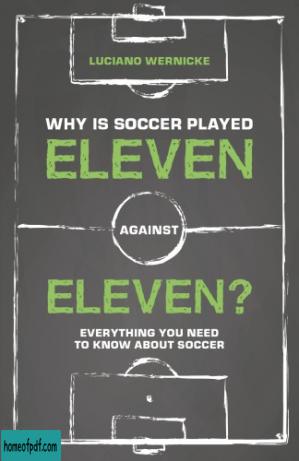 LUCIANO WERNICKE
WHY IS SOCCER PLAYED
ELEVEN
AGAINST
ELEVEN?
EVERYTHING YOU NEED
TO KNOW ABOUT SOCCER
homeofpdf.com